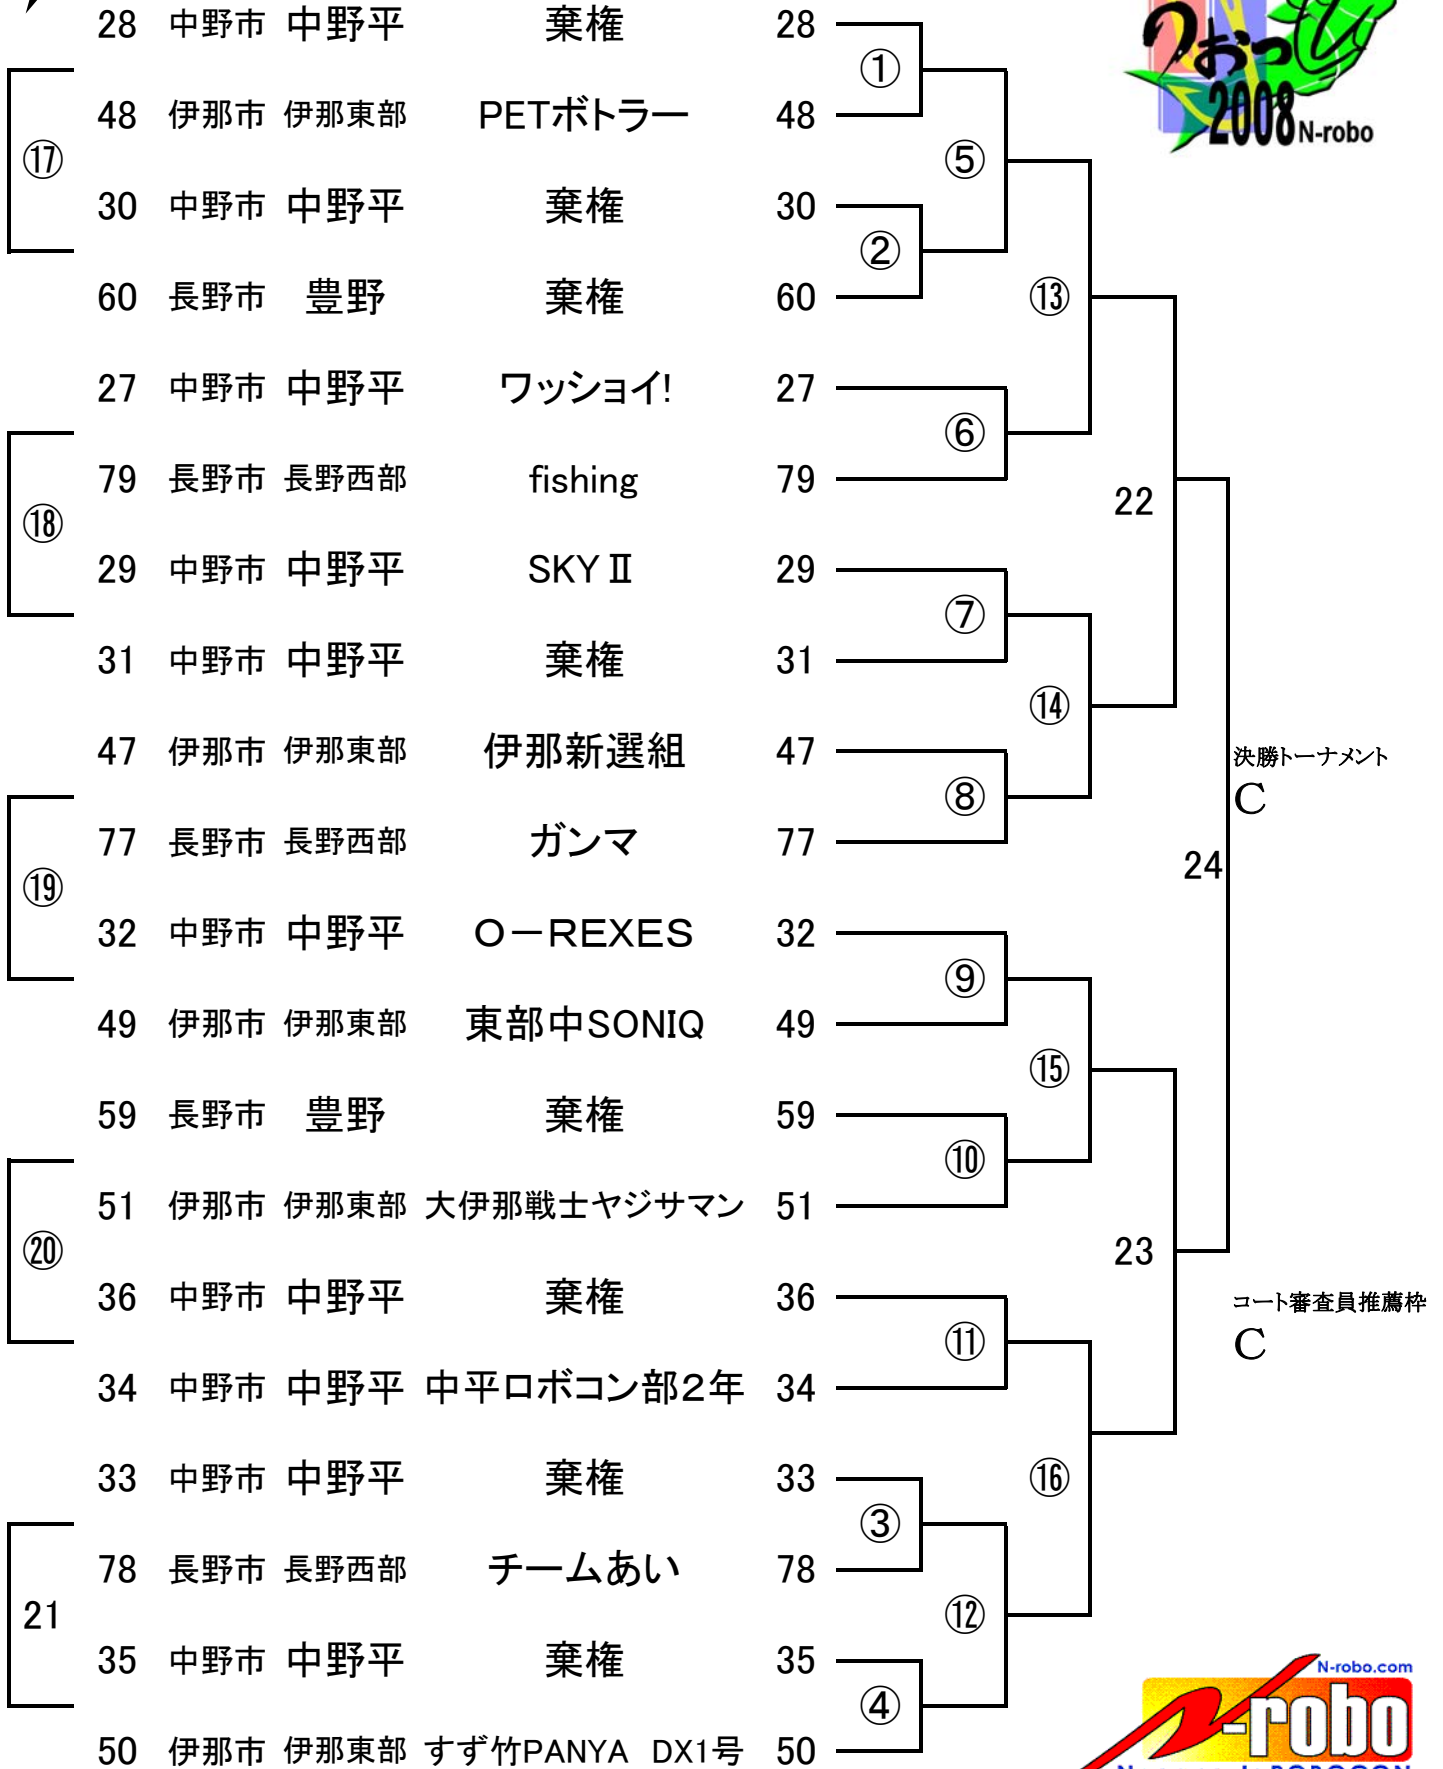 うおっし
2008 N-robo
28 中野市 中野平 棄権 28
①
48 伊那市 伊那東部 PETボトラー 48
⑰ ⑤
30 中野市 中野平 棄権 30
②
60 長野市 豊野 棄権 60
⑬
27 中野市 中野平 ワッショイ! 27
⑥
79 長野市 長野西部 fishing 79
22
⑱
29 中野市 中野平 SKYⅡ 29
⑦
31 中野市 中野平 棄権 31
⑭
47 伊那市 伊那東部 伊那新選組 47
決勝トーナメント
C
⑧
77 長野市 長野西部 ガンマ 77
24
⑲
32 中野市 中野平 O-REXES 32
⑨
49 伊那市 伊那東部 東部中SONIQ 49
⑮
59 長野市 豊野 棄権 59
⑩
51 伊那市 伊那東部 大伊那戦士ヤジサマン 51
⑳ 23
36 中野市 中野平 棄権 36
コート審査員推薦枠
C
⑪
34 中野市 中野平 中平ロボコン部2年 34
33 中野市 中野平 棄権 33
⑯
③
78 長野市 長野西部 チームあい 78
21 ⑫
35 中野市 中野平 棄権 35
④
50 伊那市 伊那東部 すず竹PANYA DX1号 50
N-robo.com
N-robo